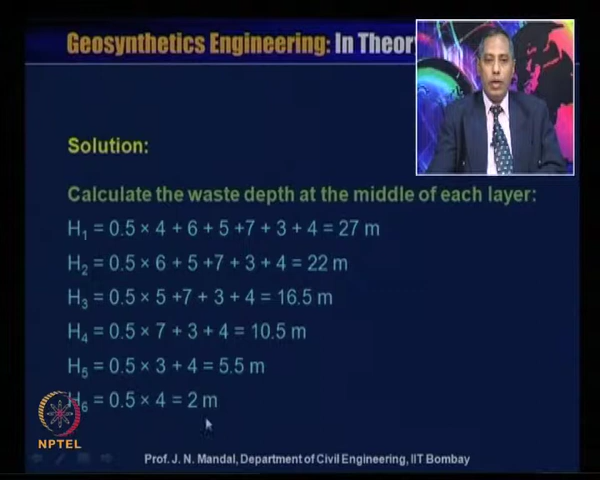 Geosynthetics Engineering: In Theory
Solution:
Calculate the waste depth at the middle of each layer:
H₁ = 0.5 × 4 + 6 + 5 +7 + 3 + 4 = 27 m
H₂ = 0.5 × 6 + 5 +7 + 3 + 4 = 22 m
H₃ = 0.5 × 5 +7 + 3 + 4 = 16.5 m
H₄ = 0.5 × 7 + 3 + 4 = 10.5 m
H₅ = 0.5 × 3 + 4 = 5.5 m
H₆ = 0.5 × 4 = 2 m
NPTEL
Prof. J. N. Mandal, Department of Civil Engineering, IIT Bombay